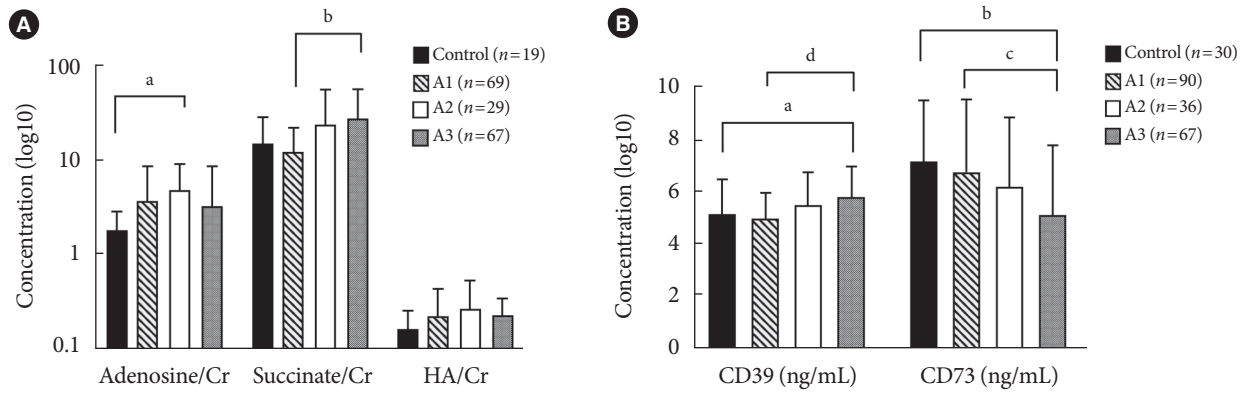 A
Concentration (log10)
100
10
1
0.1
a
b
Control (n=19)
A1 (n=69)
A2 (n=29)
A3 (n=67)
Adenosine/Cr
Succinate/Cr
HA/Cr
B
Concentration (log10)
10
8
6
4
2
0
b
c
d
a
Control (n=30)
A1 (n=90)
A2 (n=36)
A3 (n=67)
CD39 (ng/mL)
CD73 (ng/mL)